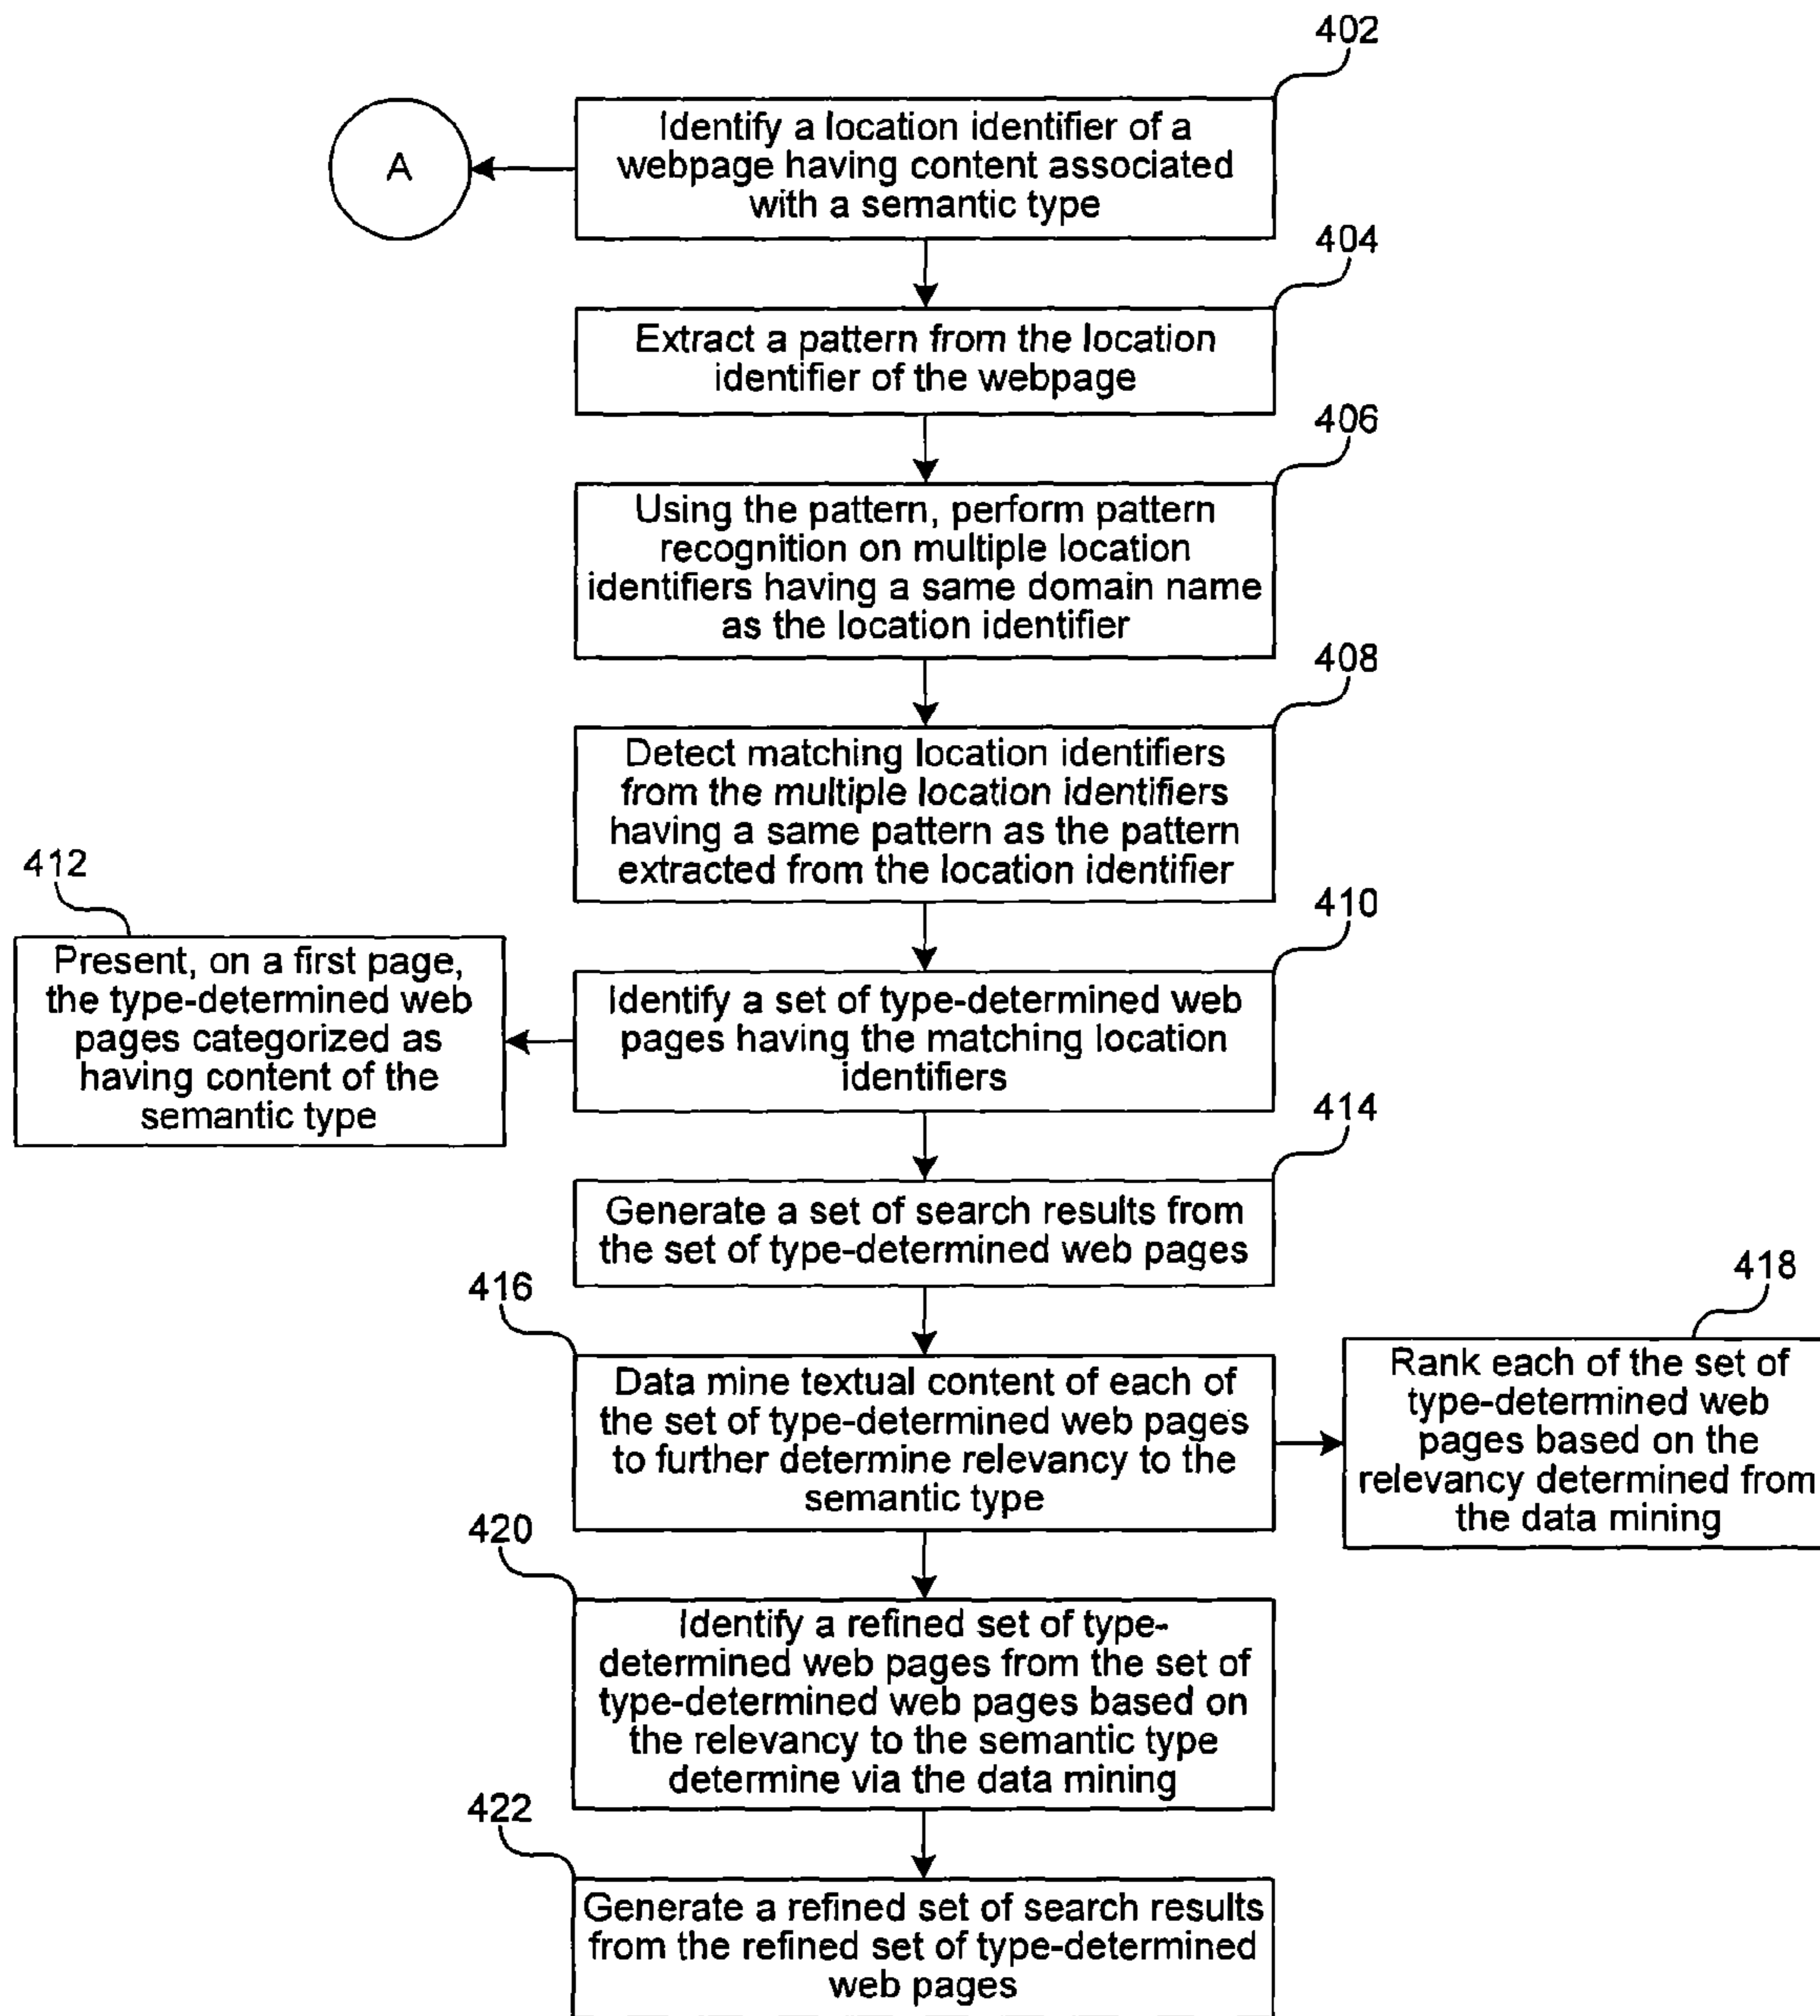 402
A
Identify a location identifier of a
webpage having content associated
with a semantic type
404
Extract a pattern from the location
identifier of the webpage
406
Using the pattern, perform pattern
recognition on multiple location
identifiers having a same domain name
as the location identifier
408
Detect matching location identifiers
from the multiple location identifiers
having a same pattern as the pattern
extracted from the location identifier
412
410
Present, on a first page,
the type-determined web
pages categorized as
having content of the
semantic type
Identify a set of type-determined web
pages having the matching location
identifiers
414
Generate a set of search results from
the set of type-determined web pages
416
418
Data mine textual content of each of
the set of type-determined web pages
to further determine relevancy to the
semantic type
Rank each of the set of
type-determined web
pages based on the
relevancy determined from
the data mining
420
Identify a refined set of type-
determined web pages from the set of
type-determined web pages based on
the relevancy to the semantic type
determine via the data mining
422
Generate a refined set of search results
from the refined set of type-determined
web pages